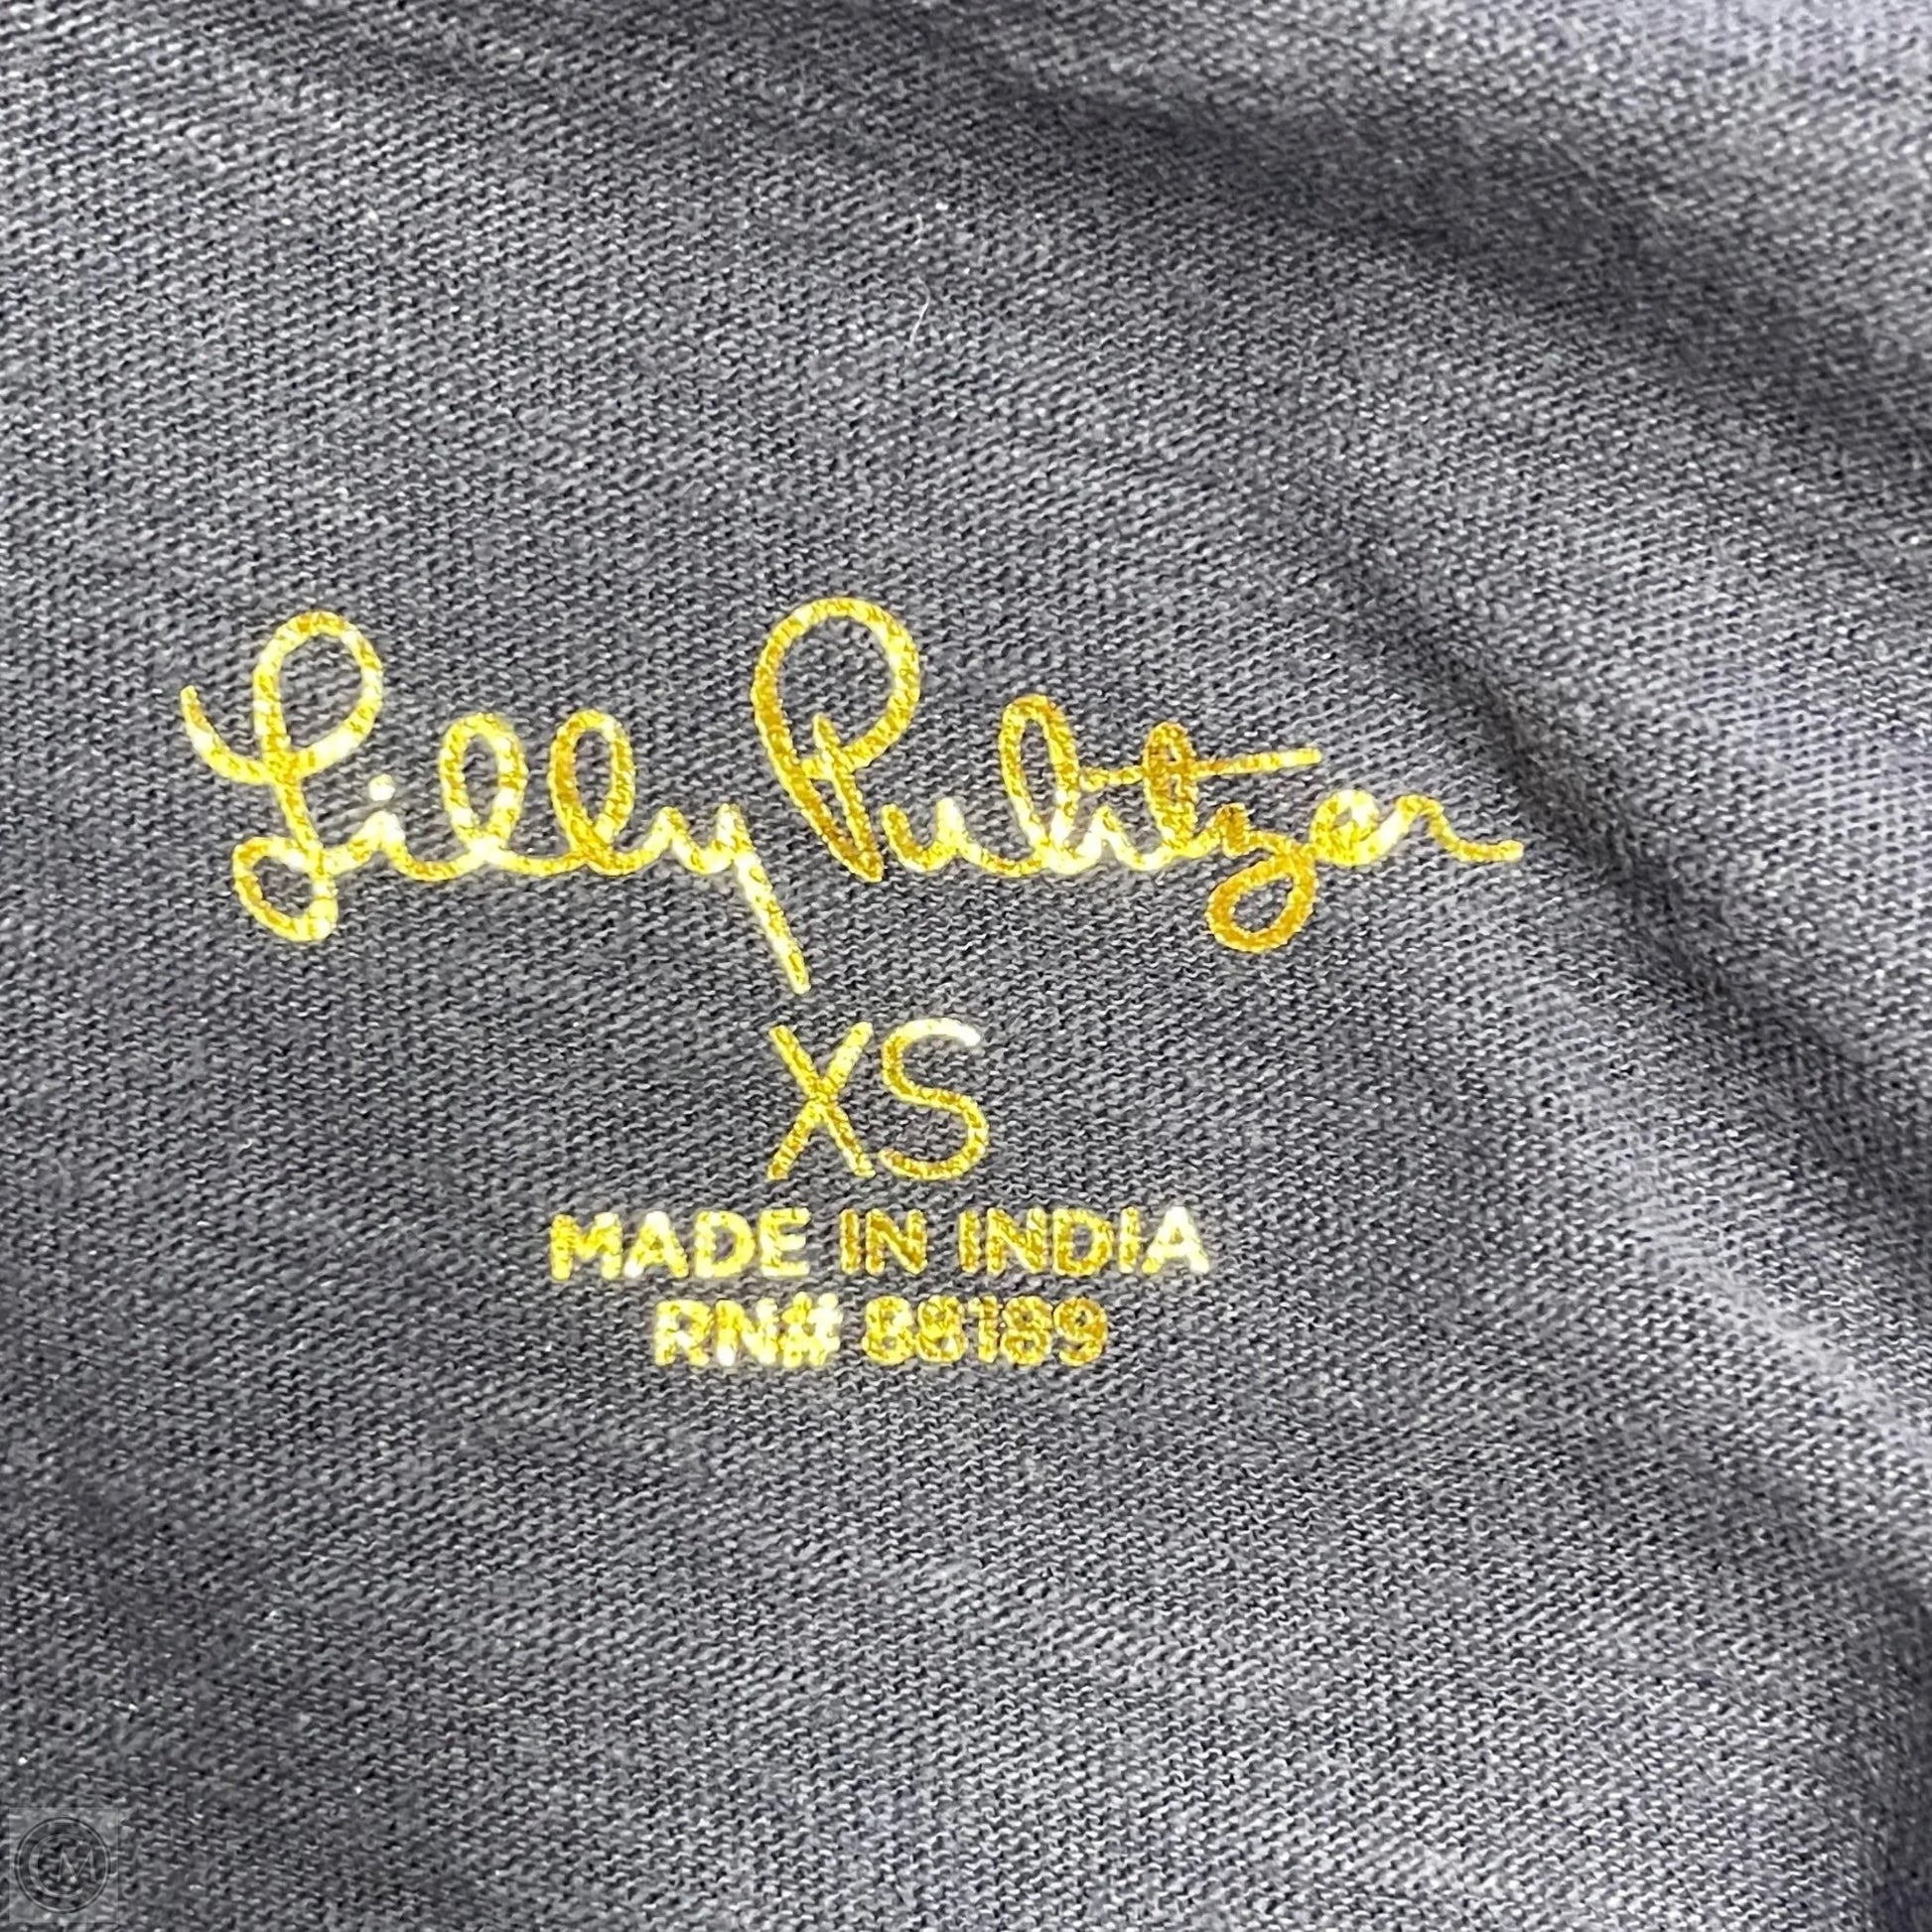 Lilly Pulitzer
XS
MADE IN INDIA
RN# 88189